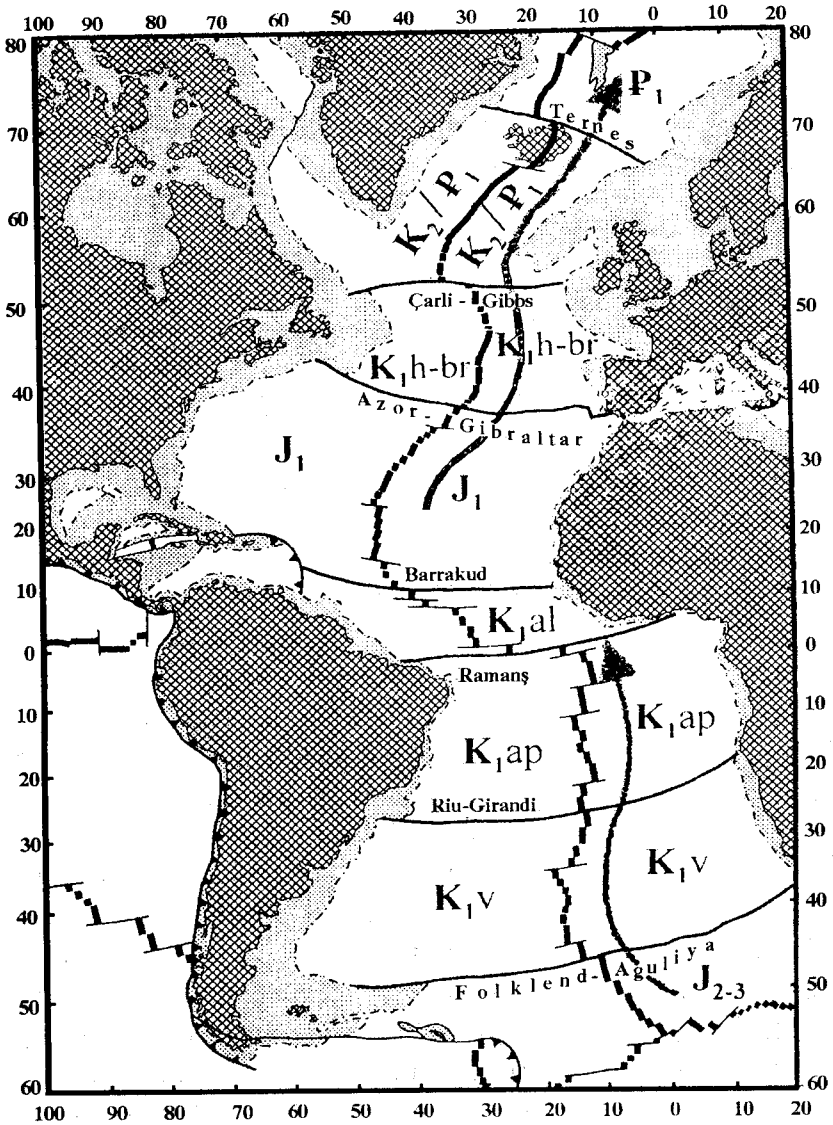 100 90 80 70 60 50 40 30 20 10 0 20
80 80
₽₁
Ternes
70 70
K₂/₽₁ K₂/₽₁
60 60
50 50
Çarli - Gibbs
K₁h-br K₁h-br
40 40
Azor- Gibraltar
J₁
30 30
J₁
20 20
Barrakud
10 10
K₁al
0 0
Ramanş
10 10
K₁ap K₁ap
20 20
Riu-Girandi
30 30
K₁v K₁v
40 40
Folklend-Aguliya
J₂₋₃
50 50
60 60
100 90 80 70 60 50 40 30 20 10 0 10 20